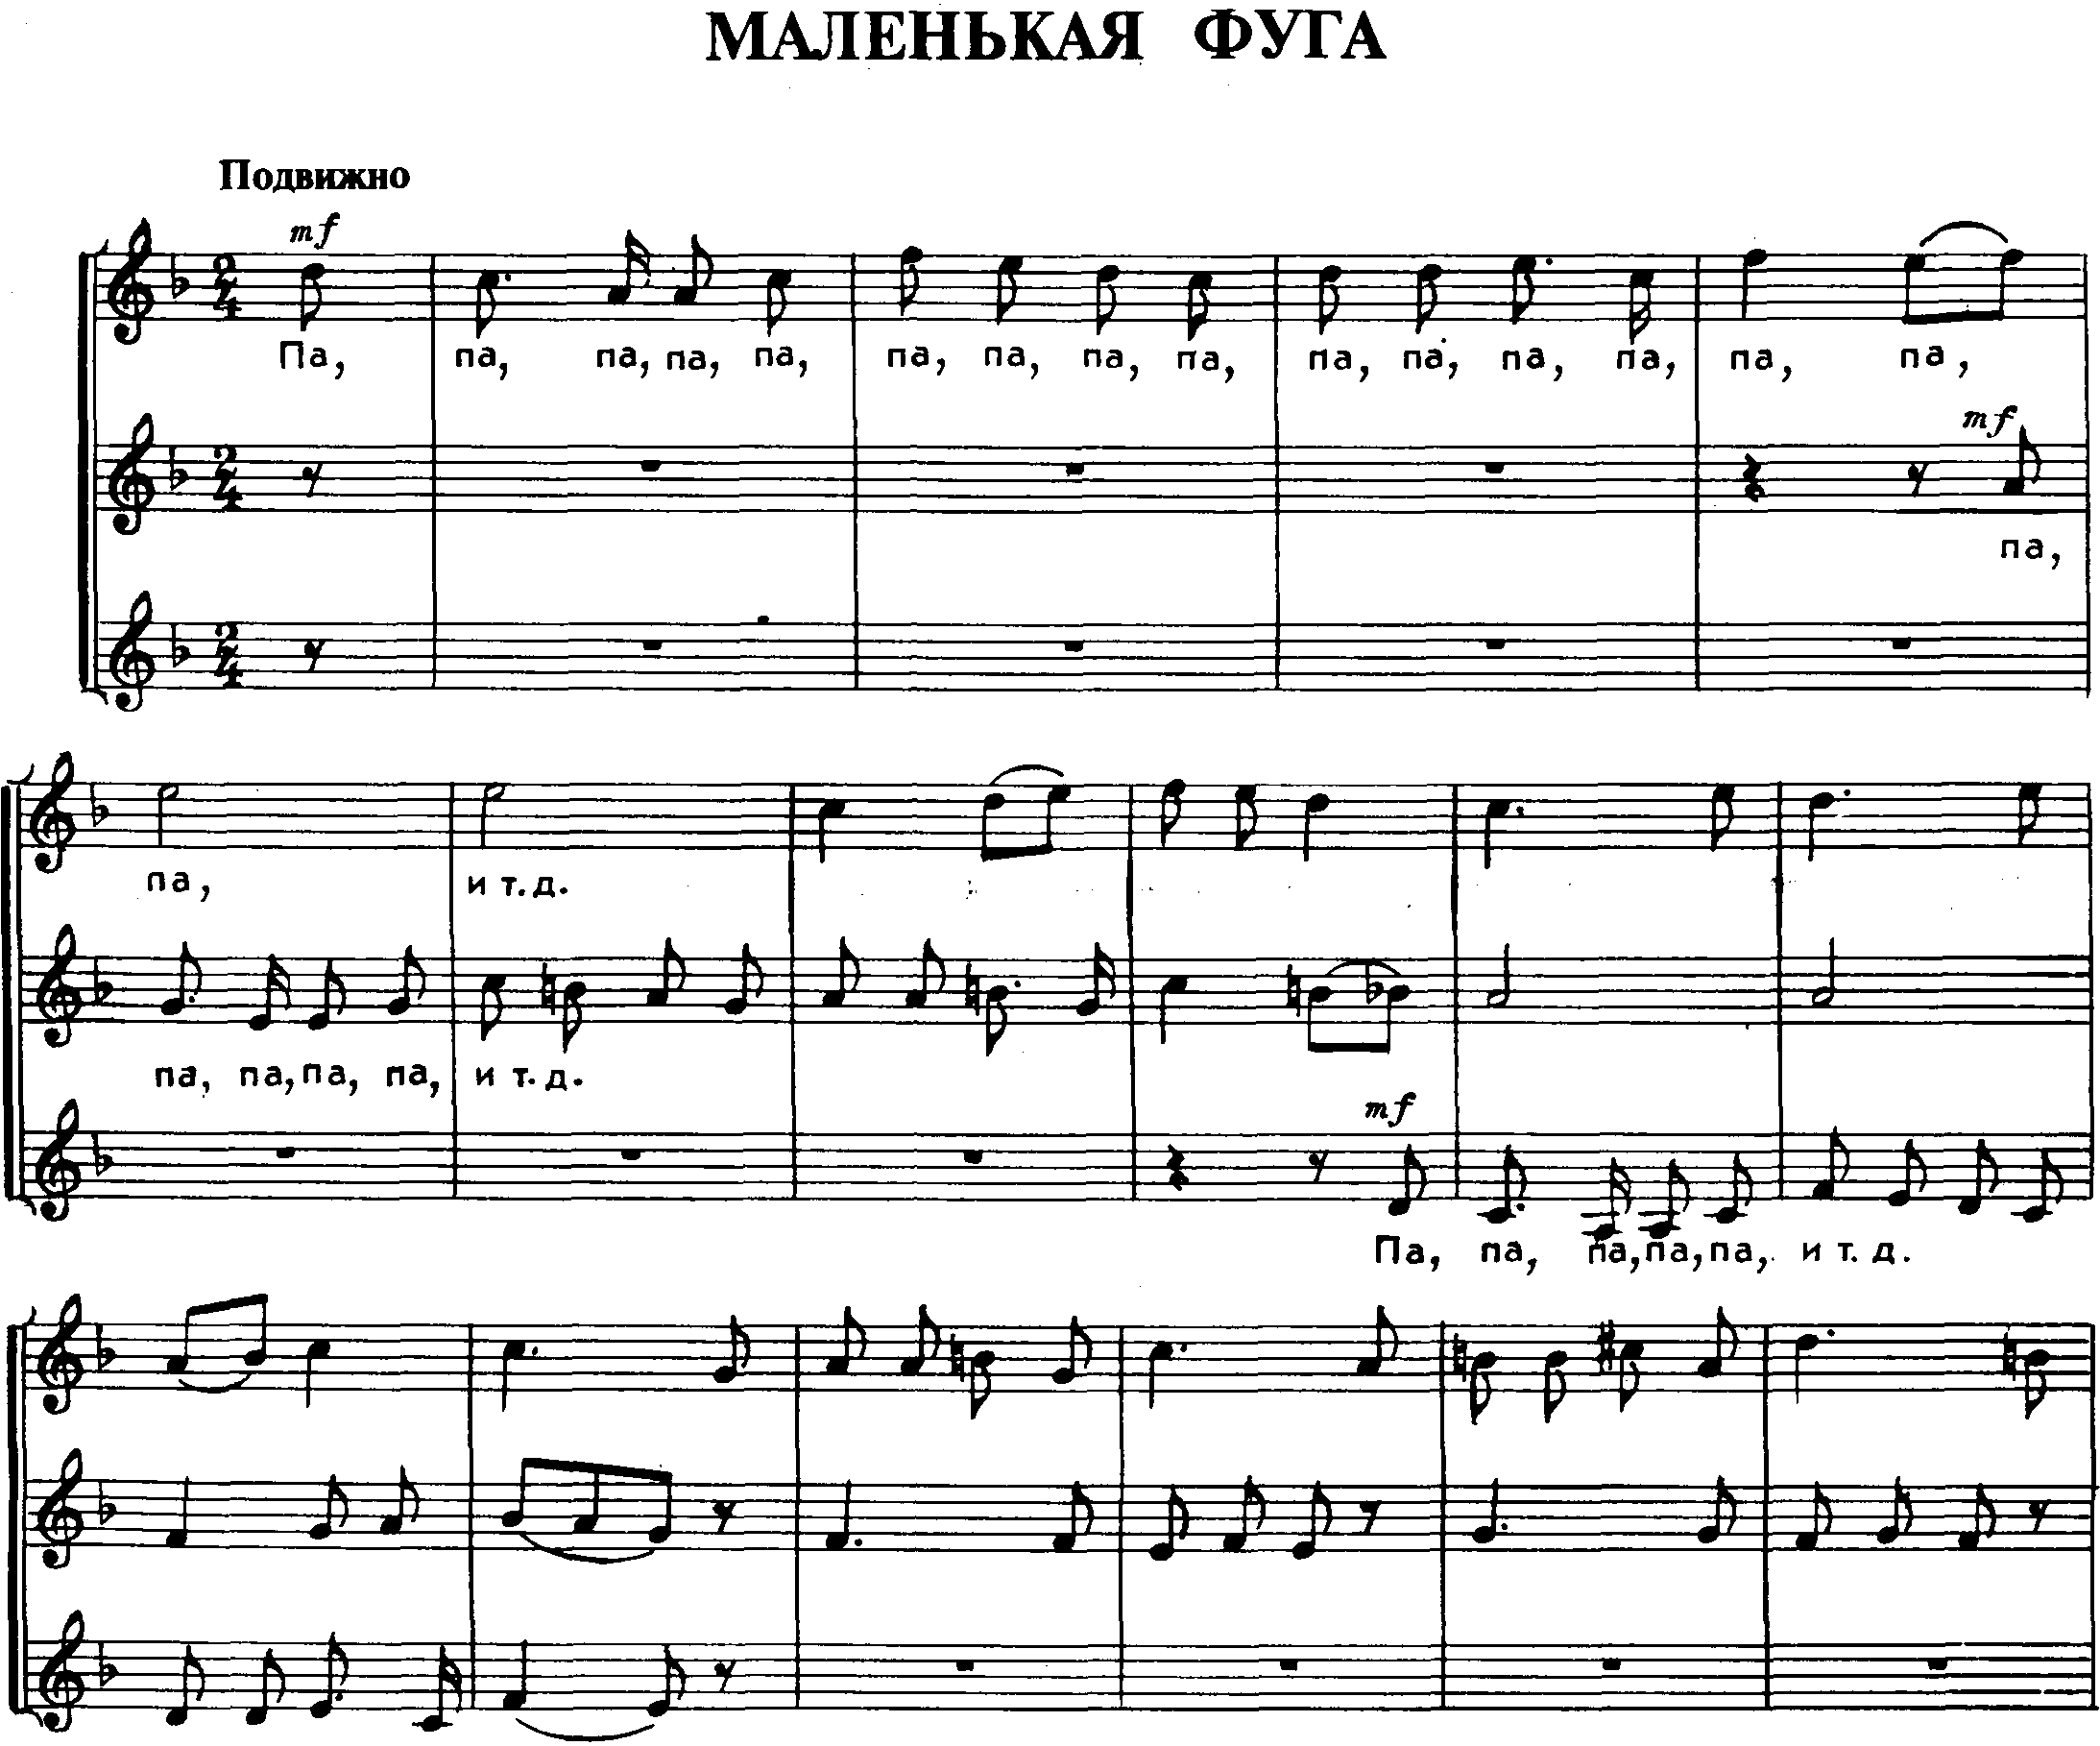 МАЛЕНЬКАЯ ФУГА
Подвижно
mf
Па, па, па, па, па, па, па, па, па, па, па, па, па, па, па,
mf
па,
па, и т. д.
па, па, па, па, и т. д.
mf
Па, па, па, па, па, и т. д.